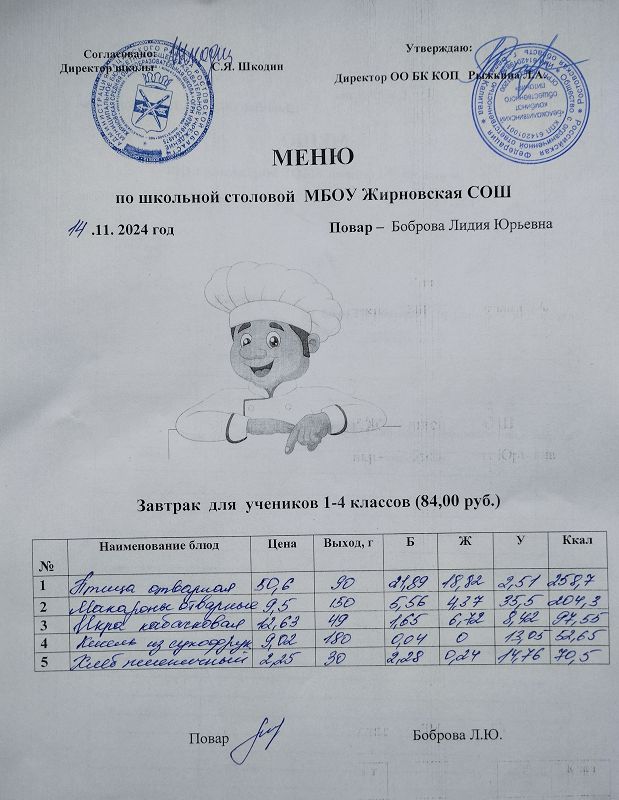 Согласовано:
Директор школы С.Я. Шкодин
Утверждаю:
Директор ОО БК КОП Рыжкина Л.А.
МЕНЮ
по школьной столовой МБОУ Жирновская СОШ
14 .11. 2024 год Повар – Боброва Лидия Юрьевна
Завтрак для учеников 1-4 классов (84,00 руб.)
№ Наименование блюд Цена Выход, г Б Ж У Ккал
1 Птица отварная 50,6 90 21,89 18,82 2,51 258,7
2 Макароны отварные 9,5 150 5,56 4,37 35,5 204,3
3 Икра кабачковая 12,63 49 1,65 6,72 8,42 97,55
4 Кисель из сухофрук 9,02 180 0,04 0 13,05 52,65
5 Хлеб пшеничный 2,25 30 2,28 0,24 14,76 70,5
Повар Боброва Л.Ю.